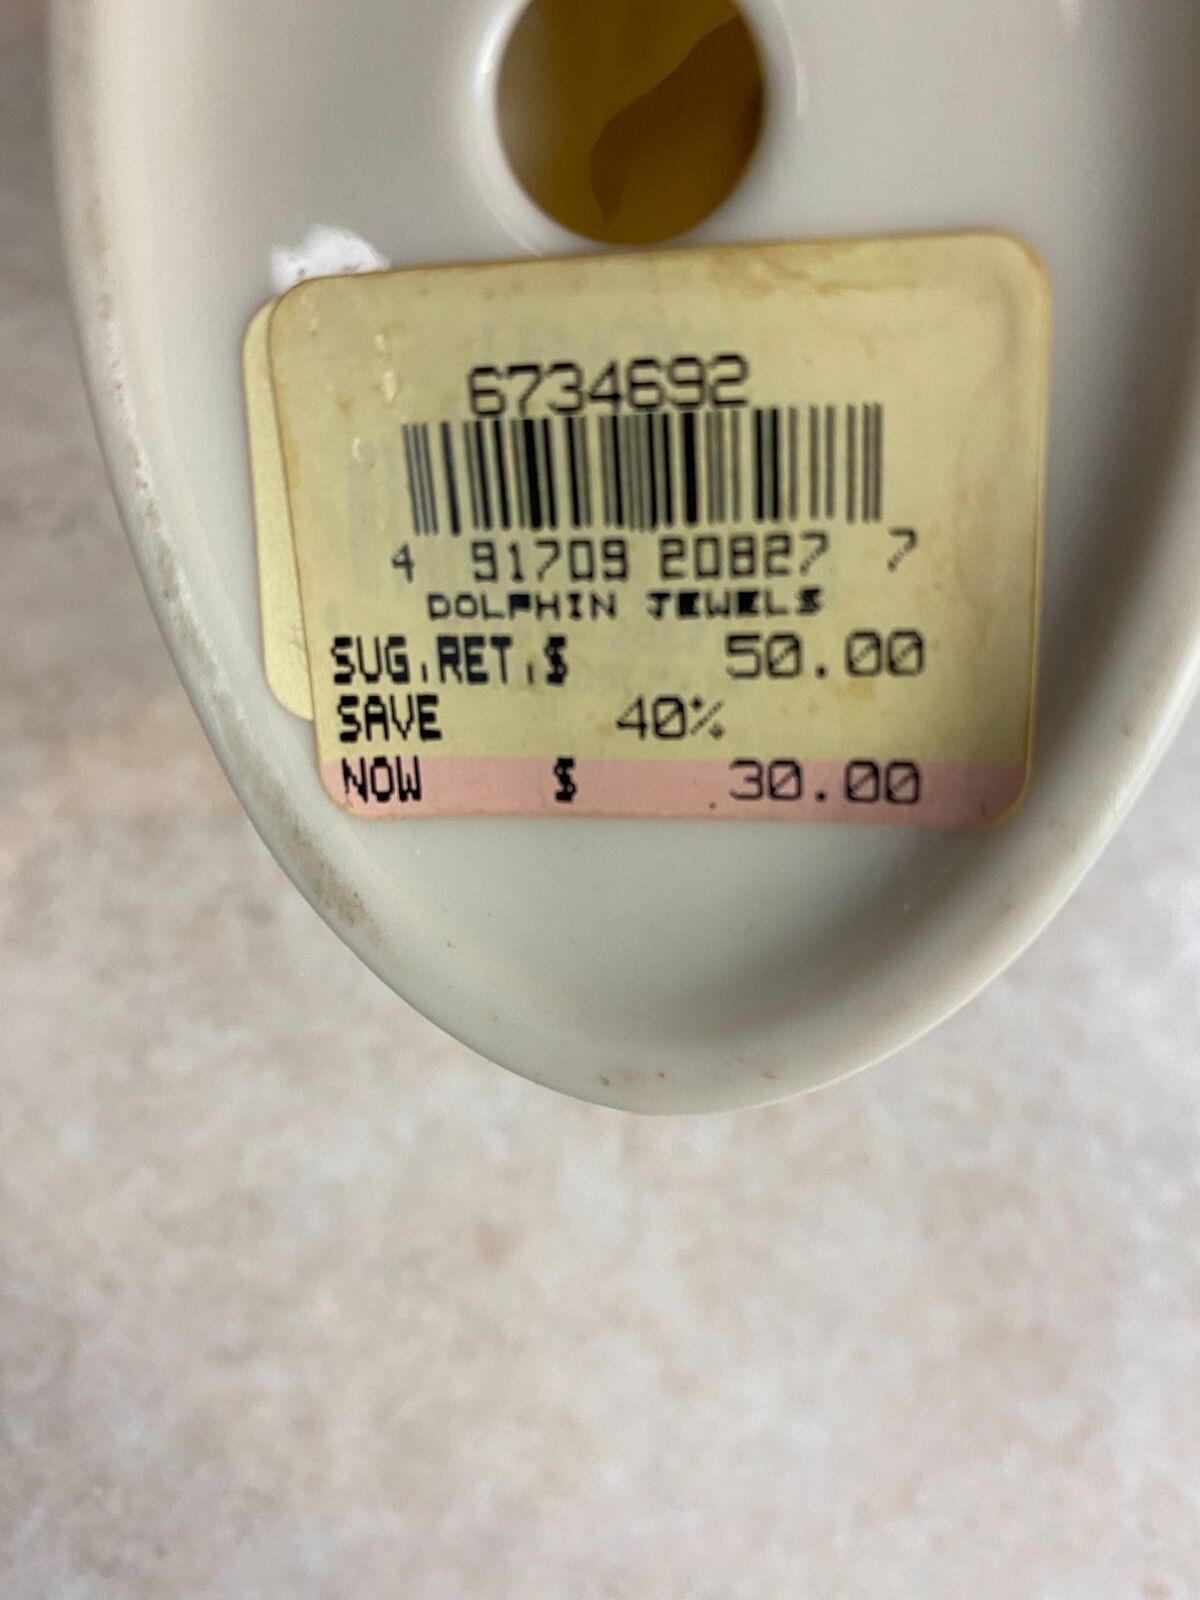 6734692
4 91709 20827 7
DOLPHIN JEWELS
SUG.RET.$ 50.00
SAVE 40%
NOW $ 30.00